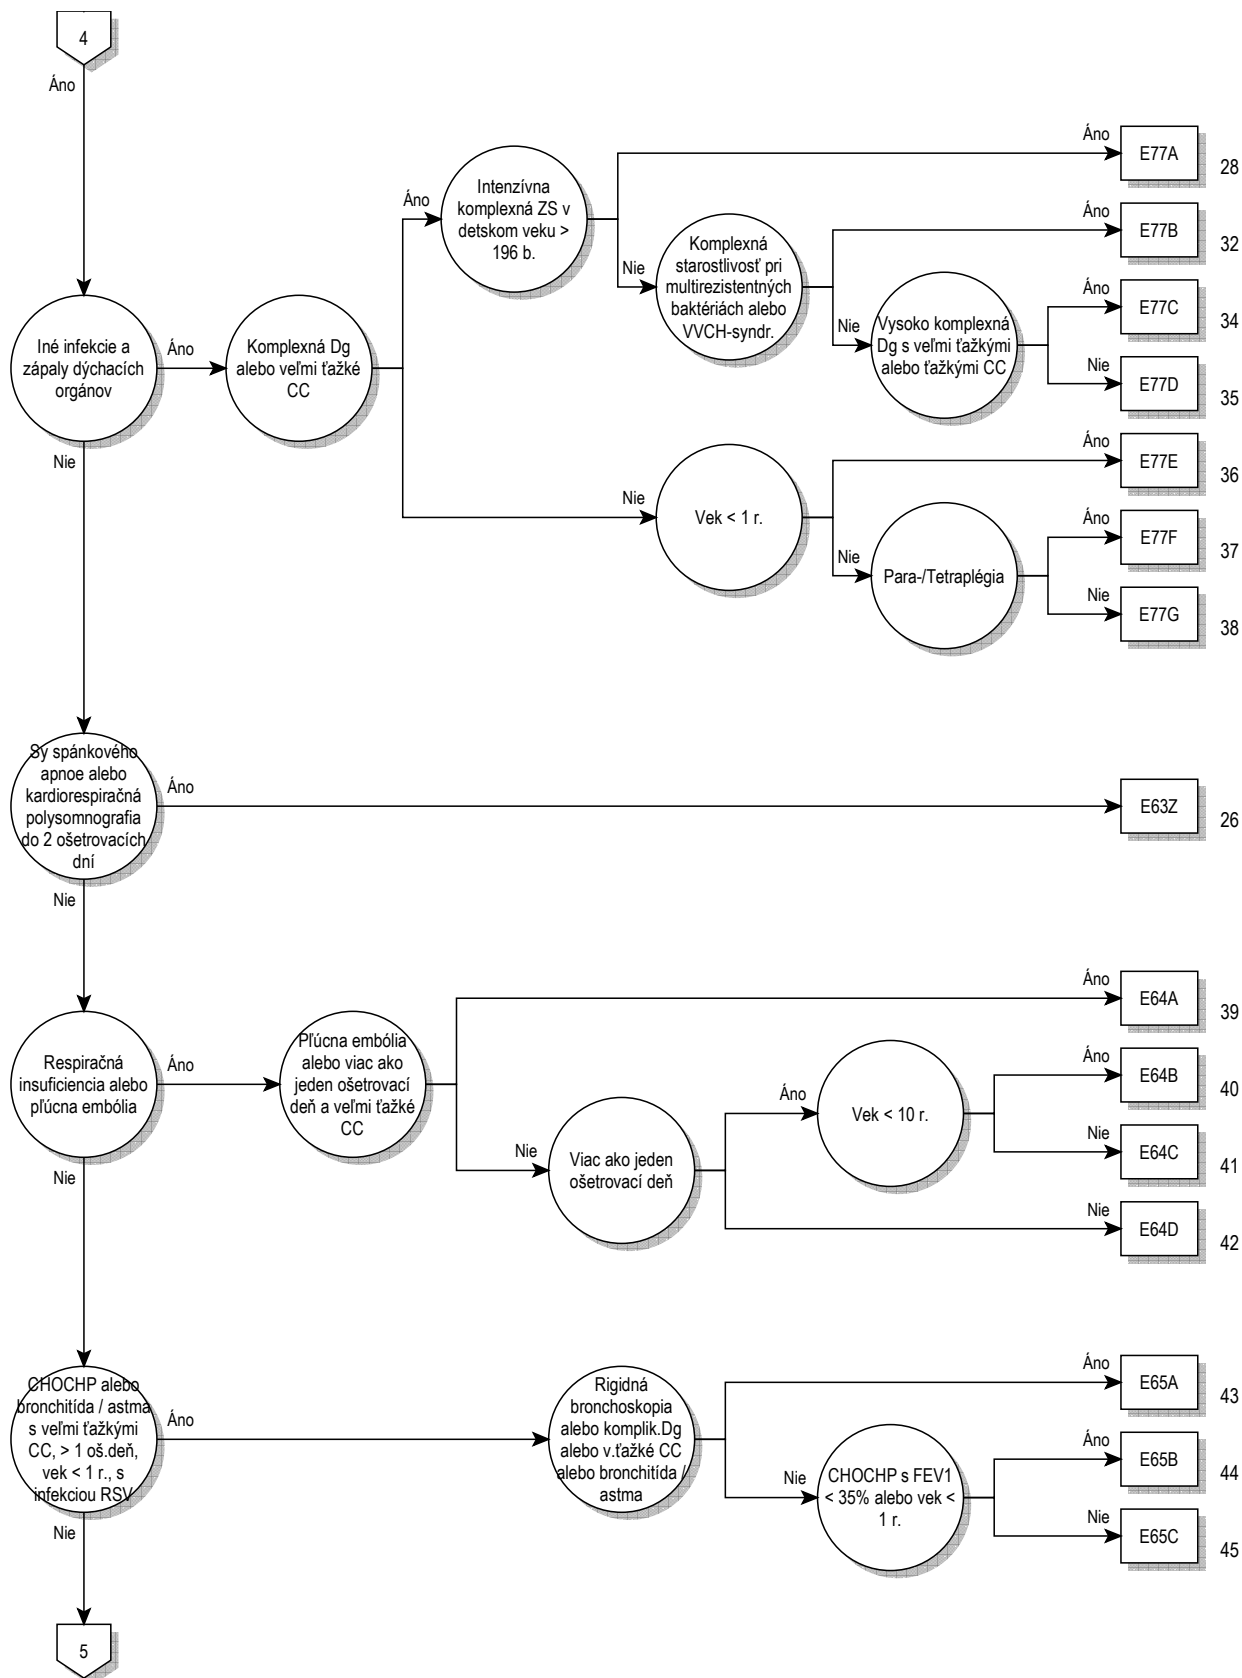 4
Áno
Iné infekcie a
zápaly dýchacích
orgánov
Áno
Nie
Komplexná Dg
alebo veľmi ťažké
CC
Áno
Nie
Intenzívna
komplexná ZS v
detskom veku >
196 b.
Áno
E77A
28
Nie
Komplexná
starostlivosť pri
multirezistentných
baktériách alebo
VVCH-syndr.
Áno
E77B
32
Nie
Vysoko komplexná
Dg s veľmi ťažkými
alebo ťažkými CC
Áno
E77C
34
Nie
E77D
35
Vek < 1 r.
Áno
E77E
36
Nie
Para-/Tetraplégia
Áno
E77F
37
Nie
E77G
38
Sy spánkového
apnoe alebo
kardiorespiračná
polysomnografia
do 2 ošetrovacích
dní
Áno
E63Z
26
Nie
Respiračná
insuficiencia alebo
pľúcna embólia
Áno
Nie
Pľúcna embólia
alebo viac ako
jeden ošetrovací
deň a veľmi ťažké
CC
Áno
E64A
39
Nie
Viac ako jeden
ošetrovací deň
Áno
Vek < 10 r.
Áno
E64B
40
Nie
E64C
41
Nie
E64D
42
CHOCHP alebo
bronchitída / astma
s veľmi ťažkými
CC, > 1 oš.deň,
vek < 1 r., s
infekciou RSV
Áno
Nie
Rigidná
bronchoskopia
alebo komplik.Dg
alebo v.ťažké CC
alebo bronchitída /
astma
Áno
E65A
43
Nie
CHOCHP s FEV1
< 35% alebo vek <
1 r.
Áno
E65B
44
Nie
E65C
45
5